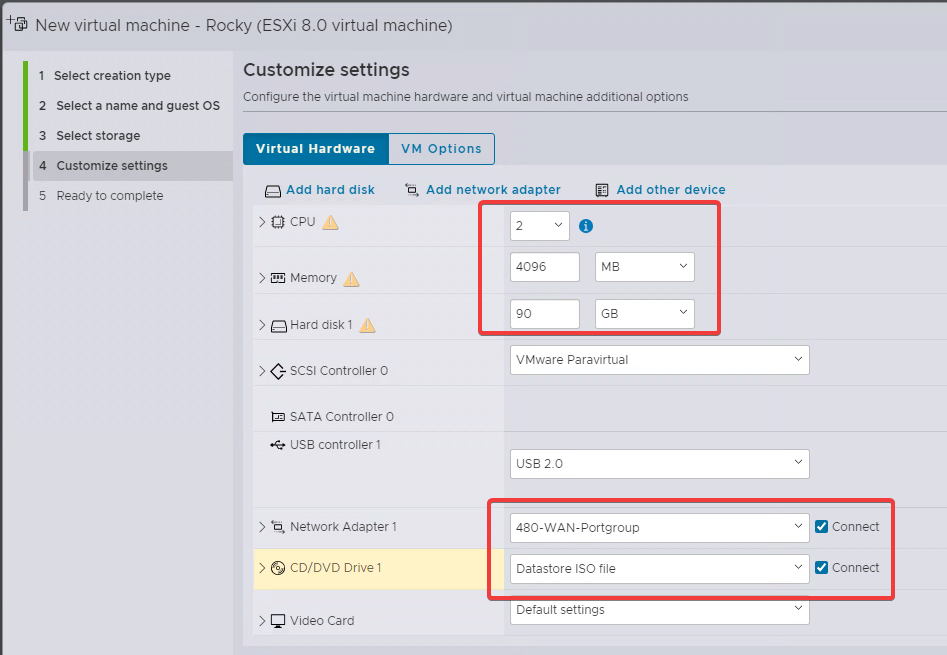 New virtual machine - Rocky (ESXi 8.0 virtual machine)
1 Select creation type
2 Select a name and guest OS
3 Select storage
4 Customize settings
5 Ready to complete
Customize settings
Configure the virtual machine hardware and virtual machine additional options
Virtual Hardware VM Options
Add hard disk Add network adapter Add other device
CPU 2
Memory 4096 MB
Hard disk 1 90 GB
SCSI Controller 0 VMware Paravirtual
SATA Controller 0
USB controller 1 USB 2.0
Network Adapter 1 480-WAN-Portgroup Connect
CD/DVD Drive 1 Datastore ISO file Connect
Video Card Default settings